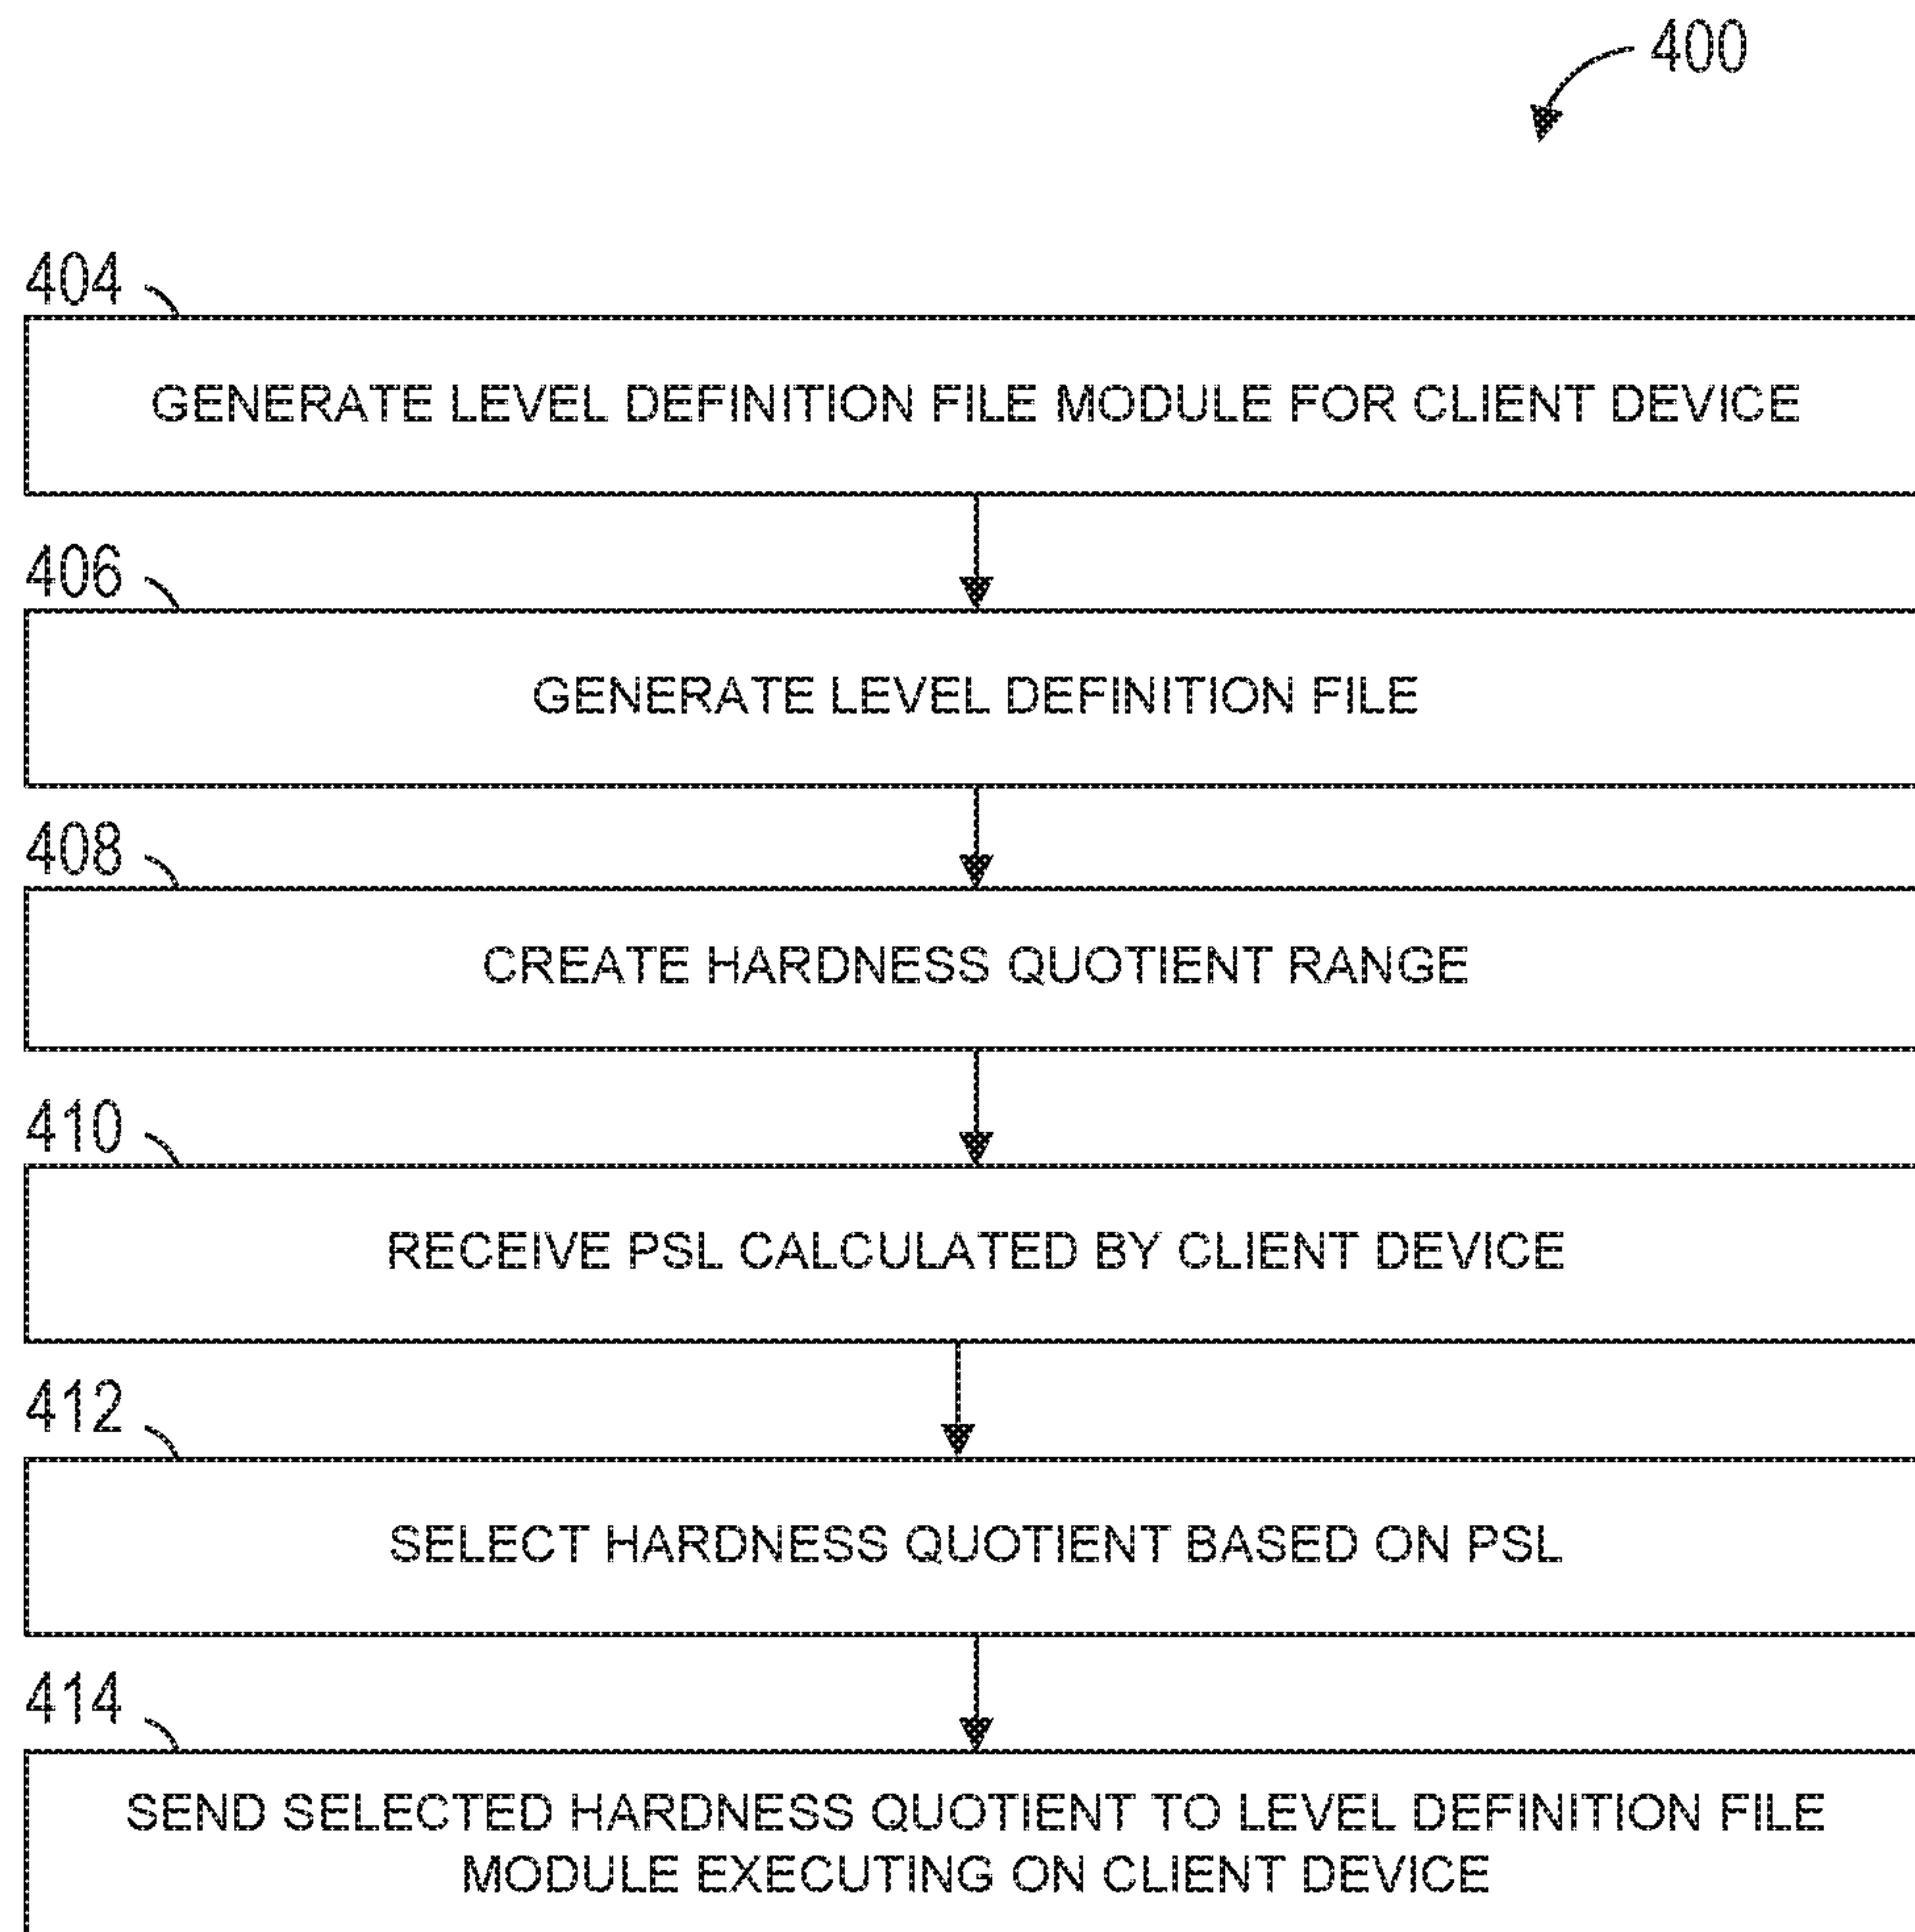 400
404
GENERATE LEVEL DEFINITION FILE MODULE FOR CLIENT DEVICE
406
GENERATE LEVEL DEFINITION FILE
408
CREATE HARDNESS QUOTIENT RANGE
410
RECEIVE PSL CALCULATED BY CLIENT DEVICE
412
SELECT HARDNESS QUOTIENT BASED ON PSL
414
SEND SELECTED HARDNESS QUOTIENT TO LEVEL DEFINITION FILE
MODULE EXECUTING ON CLIENT DEVICE